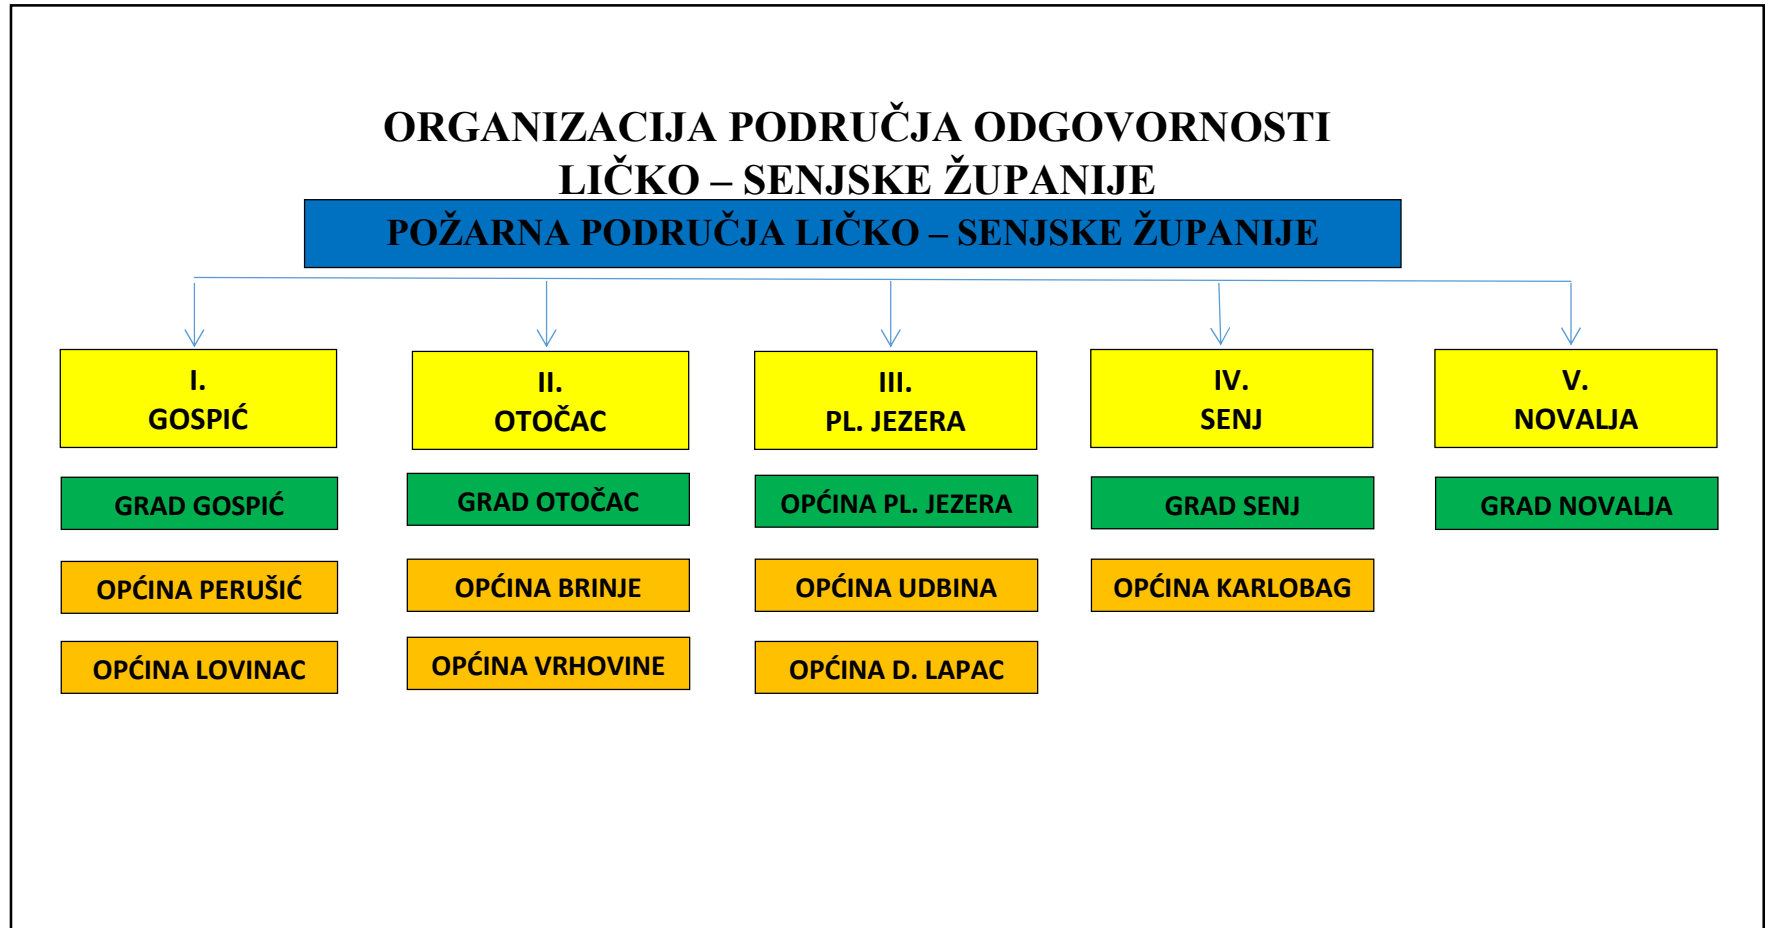 ORGANIZACIJA PODRUČJA ODGOVORNOSTI
LIČKO – SENJSKE ŽUPANIJE
POŽARNA PODRUČJA LIČKO – SENJSKE ŽUPANIJE
I.
GOSPIĆ
II.
OTOČAC
III.
PL. JEZERA
IV.
SENJ
V.
NOVALJA
GRAD GOSPIĆ
GRAD OTOČAC
OPĆINA PL. JEZERA
GRAD SENJ
GRAD NOVALJA
OPĆINA PERUŠIĆ
OPĆINA BRINJE
OPĆINA UDBINA
OPĆINA KARLOBAG
OPĆINA LOVINAC
OPĆINA VRHOVINE
OPĆINA D. LAPAC